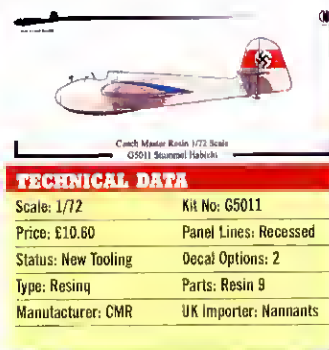 Czech Master Resin 1/72 Scale
G5011 Stummel Habicht
TECHNICAL DATA
Scale: 1/72 Kit No: G5011
Price: £10.60 Panel Lines: Recessed
Status: New Tooling Decal Options: 2
Type: Resinq Parts: Resin 9
Manutacturer: CMR UK Importer: Nannants